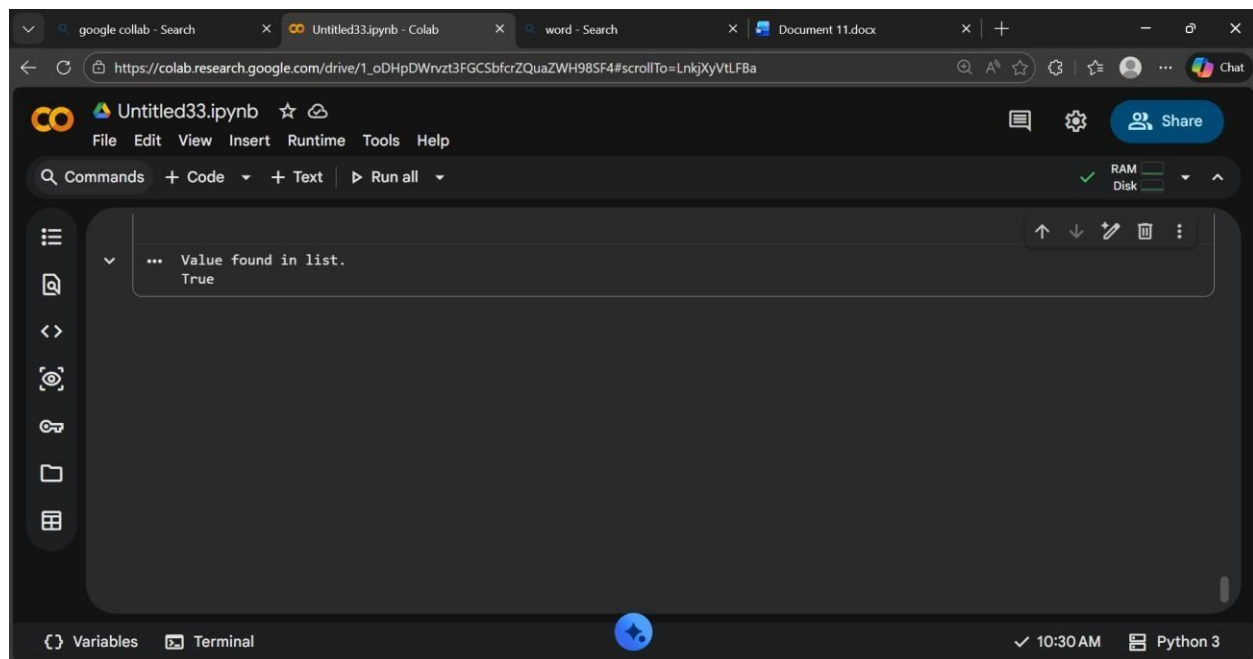 google collab - Search
Untitled33.ipynb - Colab
word - Search
Document 11.docx
https://colab.research.google.com/drive/1_oDHpDWrvzt3FGCSbfcrZQuaZWH98SF4#scrollTo=LnkjXyVtLFBa
Chat
Untitled33.ipynb
File Edit View Insert Runtime Tools Help
Share
Commands + Code + Text Run all
RAM
Disk
Value found in list.
True
Variables Terminal 10:30 AM Python 3